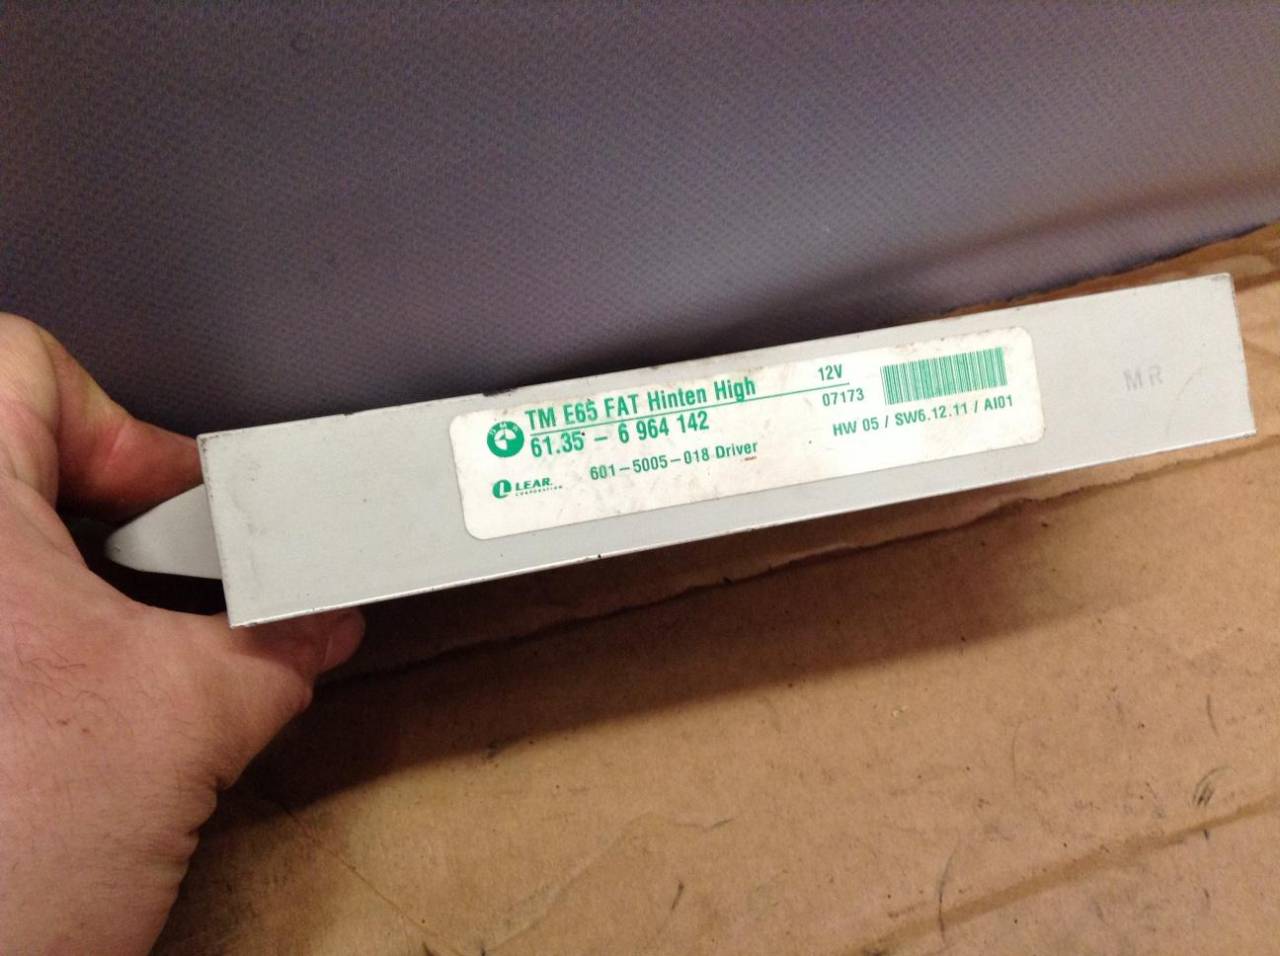 TM E65 FAT Hinten High
12V
61.35 - 6 964 142
07173
LEAR
CORPORATION
601-5005-018 Driver
HW 05 / SW6.12.11 / AI01
MR